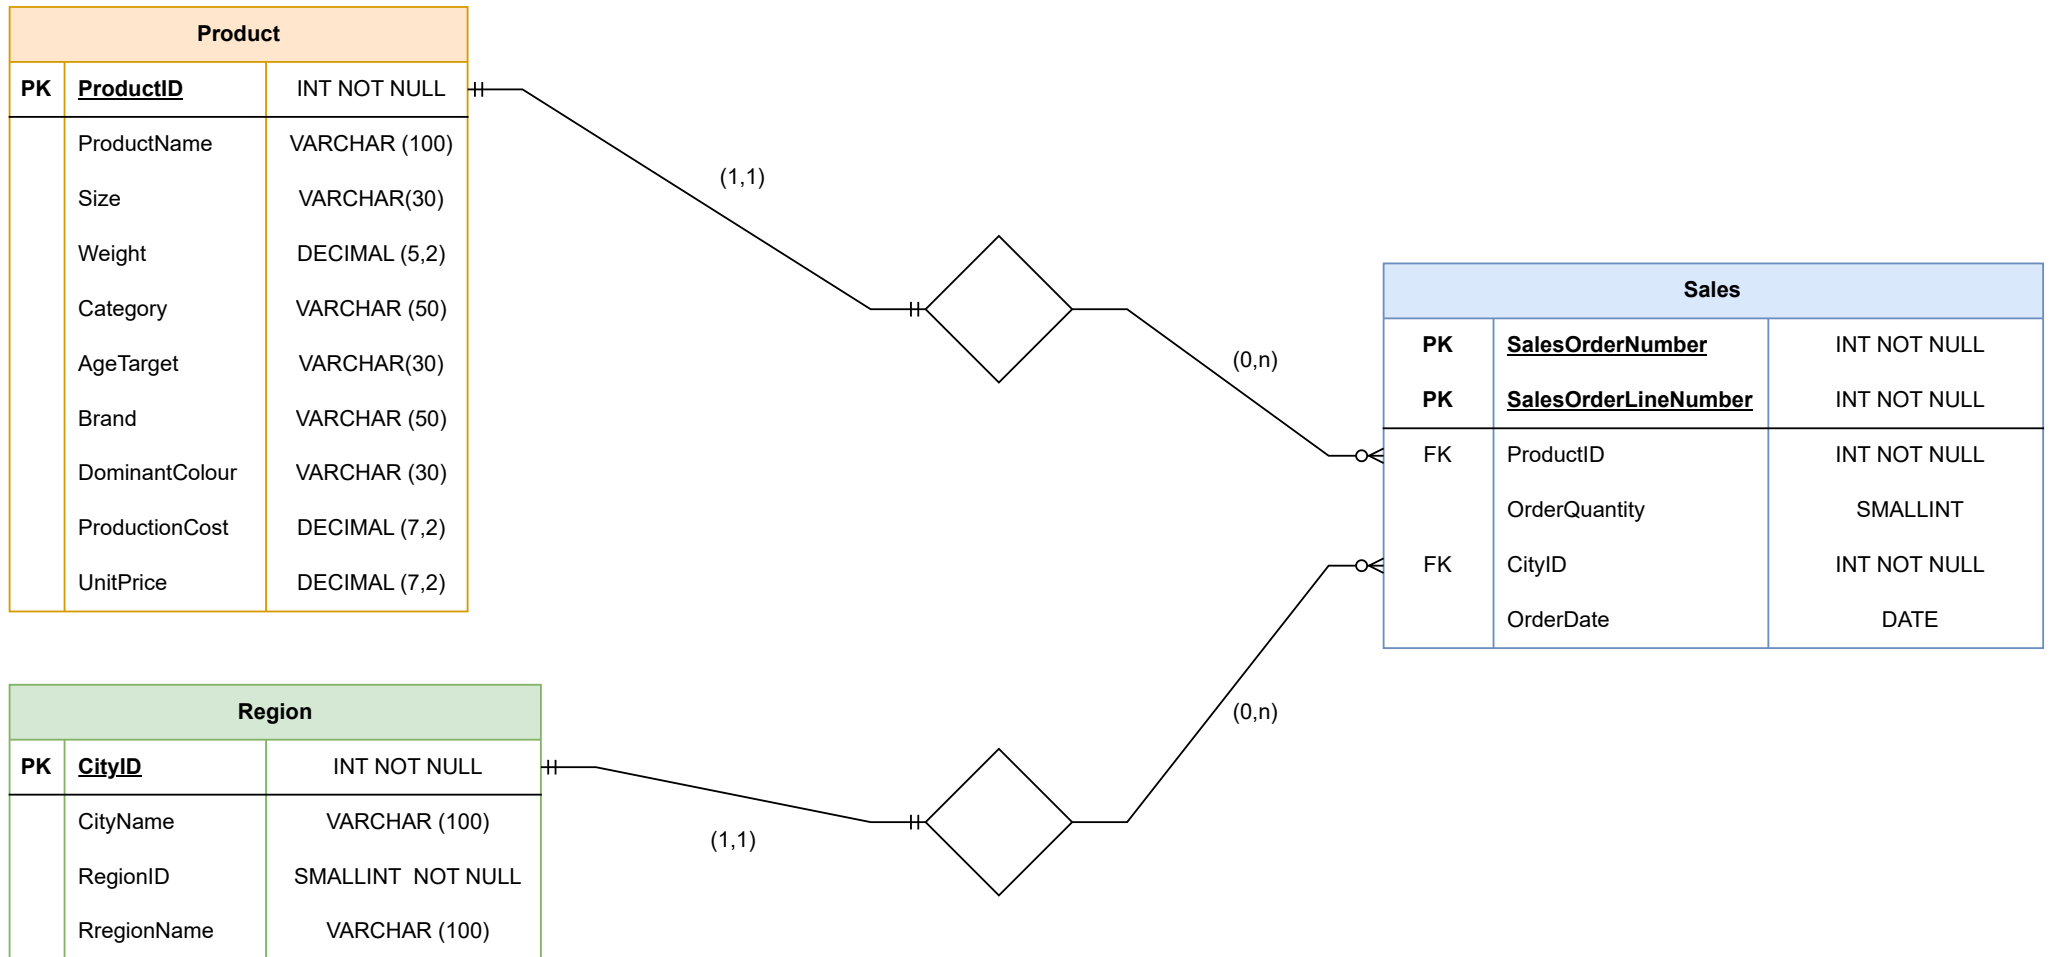 Product
PK ProductID INT NOT NULL
ProductName VARCHAR (100)
Size VARCHAR(30)
Weight DECIMAL (5,2)
Category VARCHAR (50)
AgeTarget VARCHAR(30)
Brand VARCHAR (50)
DominantColour VARCHAR (30)
ProductionCost DECIMAL (7,2)
UnitPrice DECIMAL (7,2)
(1,1)
(0,n)
Sales
PK SalesOrderNumber INT NOT NULL
PK SalesOrderLineNumber INT NOT NULL
FK ProductID INT NOT NULL
OrderQuantity SMALLINT
FK CityID INT NOT NULL
OrderDate DATE
Region
PK CityID INT NOT NULL
CityName VARCHAR (100)
RegionID SMALLINT NOT NULL
RregionName VARCHAR (100)
(1,1)
(0,n)